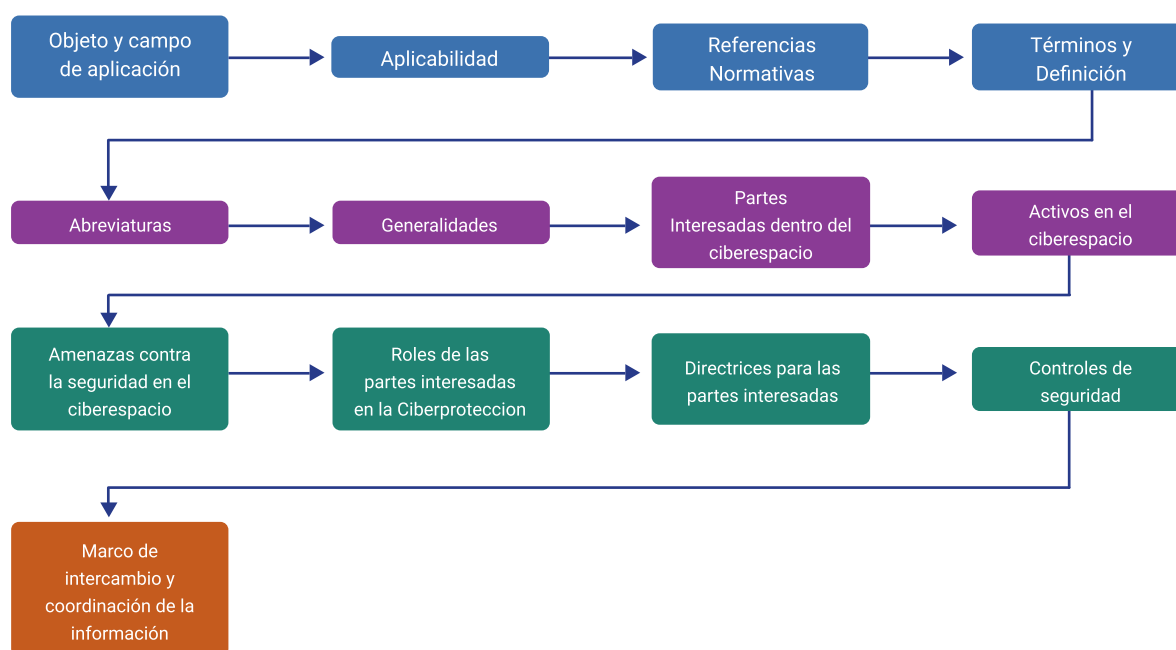 Objeto y campo
de aplicación
Aplicabilidad
Referencias
Normativas
Términos y
Definición
Abreviaturas
Generalidades
Partes
Interesadas dentro del
ciberespacio
Activos en el
ciberespacio
Amenazas contra
la seguridad en el
ciberespacio
Roles de las
partes interesadas
en la Ciberproteccion
Directrices para las
partes interesadas
Controles de
seguridad
Marco de
intercambio y
coordinación de la
información